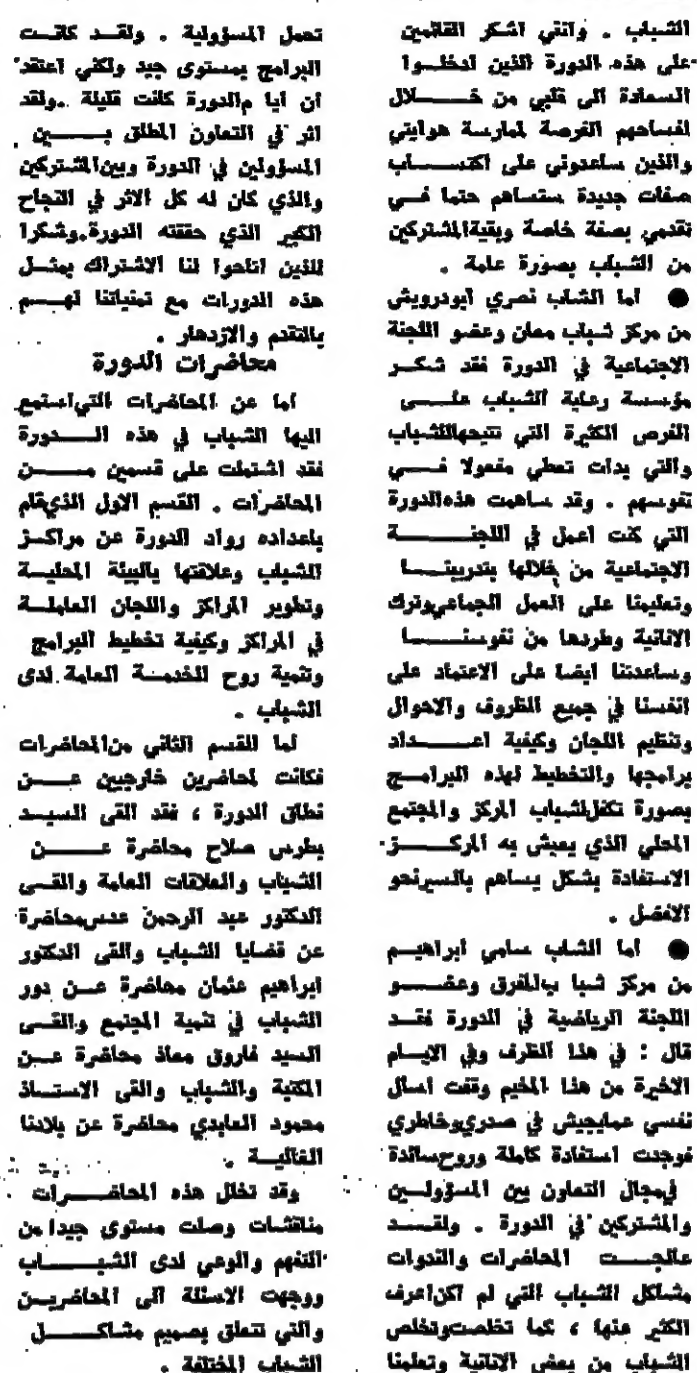 الشباب . وانني اشكر القائمين
على هذه الدورة الذين ادخلوا
السعادة الى قلبي من خلال
افساحهم الفرصة لممارسة هوايتي
والذين ساعدوني على اكتساب
صفات جديدة ستساهم حتما في
تقدمي بصفة خاصة وبقية المشتركين
من الشباب بصورة عامة .
● اما الشاب نصري أبودرويش
من مركز شباب معان وعضو اللجنة
الاجتماعية في الدورة فقد شكر
مؤسسة رعاية الشباب على
الفرص الكثيرة التي تتيحها للشباب
والتي بدات تعطي مفعولا في
نفوسهم . وقد ساهمت هذه الدورة
التي كنت اعمل في اللجنة
الاجتماعية من خلالها بتدريبنا
وتعليمنا على العمل الجماعي وترك
الانانية وطردها من نفوسنا
وساعدتنا ايضا على الاعتماد على
انفسنا في جميع الظروف والاحوال
وتنظيم اللجان وكيفية اعداد
برامجها والتخطيط لهذه البرامج
بصورة تكفل لشباب المركز والمجتمع
المحلي الذي يعيش به المركز
الاستفادة بشكل يساهم بالسير نحو
الافضل .
● اما الشاب سامي ابراهيم
من مركز شبا ب المفرق وعضو
اللجنة الرياضية في الدورة فقد
قال : في هذا الظرف وفي الايام
الاخيرة من هذا المخيم وقفت اسال
نفسي عما يجيش في صدري وخاطري
فوجدت استفادة كاملة وروح سائدة
في مجال التعاون بين المسؤولين
والمشتركين في الدورة . ولقد
عالجت المحاضرات والندوات
مشاكل الشباب التي لم اكن اعرف
الكثير عنها ، كما تخلصت وتخلص
الشباب من بعض الانانية وتعلمنا
تحمل المسؤولية . ولقد كانت
البرامج بمستوى جيد ولكني اعتقد
ان ايا م الدورة كانت قليلة . ولقد
اثر في التعاون المطلق بين
المسؤولين في الدورة وبين المشتركين
والذي كان له كل الاثر في النجاح
الكبير الذي حققته الدورة . وشكرا
للذين اتاحوا لنا الاشتراك بمثل
هذه الدورات مع تمنياتنا لهم
بالتقدم والازدهار .
محاضرات الدورة
اما عن المحاضرات التي استمع
اليها الشباب في هذه الدورة
فقد اشتملت على قسمين من
المحاضرات . القسم الاول الذي قام
باعداده رواد الدورة عن مراكز
الشباب وعلاقتها بالبيئة المحلية
وتطوير المراكز واللجان العاملة
في المراكز وكيفية تخطيط البرامج
وتنمية روح الخدمة العامة لدى
الشباب .
اما القسم الثاني من المحاضرات
فكانت لمحاضرين خارجيين عن
نطاق الدورة ، فقد القى السيد
بطرس صلاح محاضرة عن
الشباب والعلاقات العامة والقى
الدكتور عبد الرحمن عدس محاضرة
عن قضايا الشباب والقى الدكتور
ابراهيم عثمان محاضرة عن دور
الشباب في تنمية المجتمع والقى
السيد فاروق معاذ محاضرة عن
المكتبة والشباب والقى الاستاذ
محمود العابدي محاضرة عن بلادنا
الغالية .
وقد تخلل هذه المحاضرات
مناقشات وصلت مستوى جيدا من
التفهم والوعي لدى الشباب
ووجهت الاسئلة الى المحاضرين
والتي تتعلق بصميم مشاكل
الشباب المختلفة .